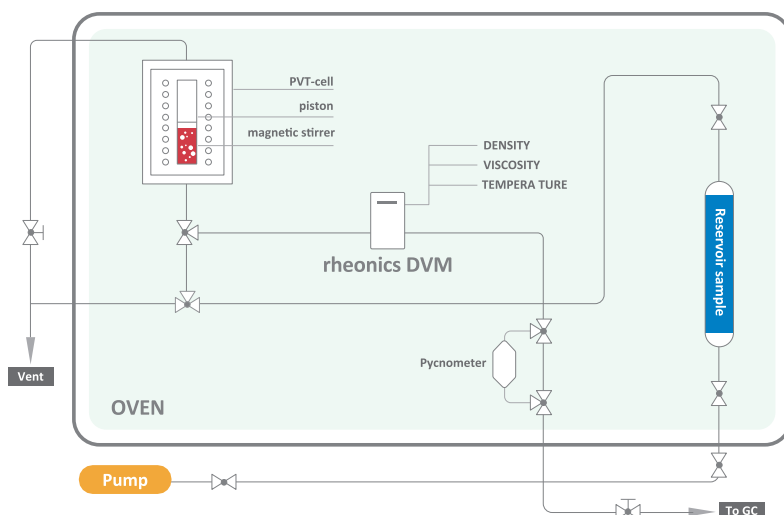 PVT-cell
piston
magnetic stirrer
DENSITY
VISCOSITY
TEMPERA TURE
rheonics DVM
Reservoir sample
Pycnometer
Vent
OVEN
Pump
To GC